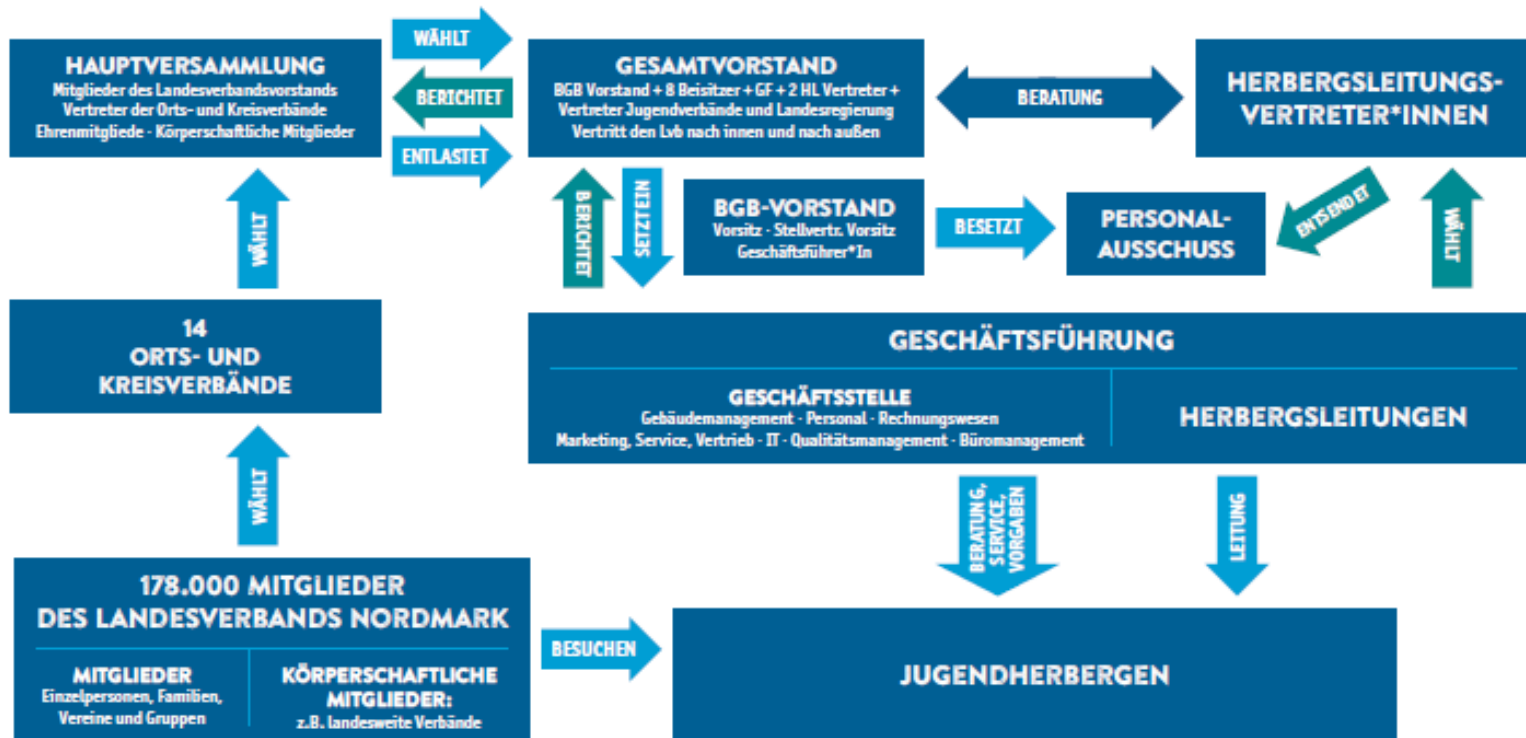 WÄHLT
HAUPTVERSAMMLUNG
Mitglieder des Landesverbandsvorstands
Vertreter der Orts- und Kreisverbände
Ehrenmitgliede · Körperschaftliche Mitglieder
BERICHTET
ENTLASTET
GESAMTVORSTAND
BGB Vorstand + 8 Beisitzer + GF + 2 HL Vertreter +
Vertreter Jugendverbände und Landesregierung
Vertritt den Lvb nach innen und nach außen
BERATUNG
HERBERGSLEITUNGS-
VERTRETER*INNEN
WÄHLT
BERICHTET
SETZT EIN
BGB-VORSTAND
Vorsitz · Stellvertr. Vorsitz
Geschäftsführer*In
BESETZT
PERSONAL-
AUSSCHUSS
ENTSENDET
WÄHLT
14
ORTS- UND
KREISVERBÄNDE
GESCHÄFTSFÜHRUNG
GESCHÄFTSSTELLE
Gebäudemanagement · Personal · Rechnungswesen
Marketing, Service, Vertrieb · IT · Qualitätsmanagement · Büromanagement
HERBERGSLEITUNGEN
WÄHLT
BERATUNG,
SERVICE,
VORGABEN
LEITUNG
178.000 MITGLIEDER
DES LANDESVERBANDS NORDMARK
MITGLIEDER
Einzelpersonen, Familien,
Vereine und Gruppen
KÖRPERSCHAFTLICHE
MITGLIEDER:
z.B. landesweite Verbände
BESUCHEN
JUGENDHERBERGEN